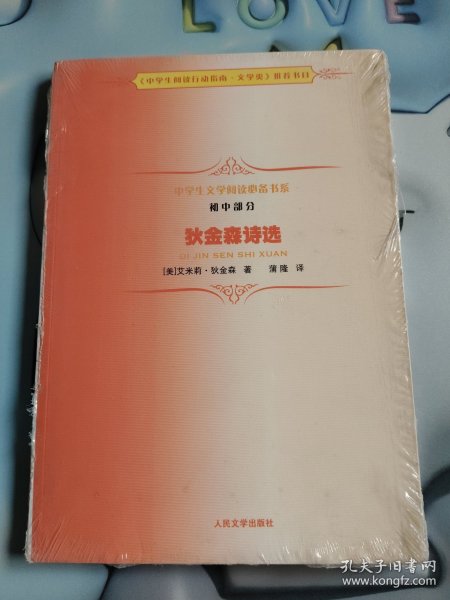 LOVE
《中学生阅读行动指南·文学类》推荐书目
中学生文学阅读必备书系
初中部分
狄金森诗选
DI JIN SEN SHI XUAN
[美]艾米莉·狄金森 著 蒲隆 译
人民文学出版社
孔夫子旧书网
www.kongfz.com